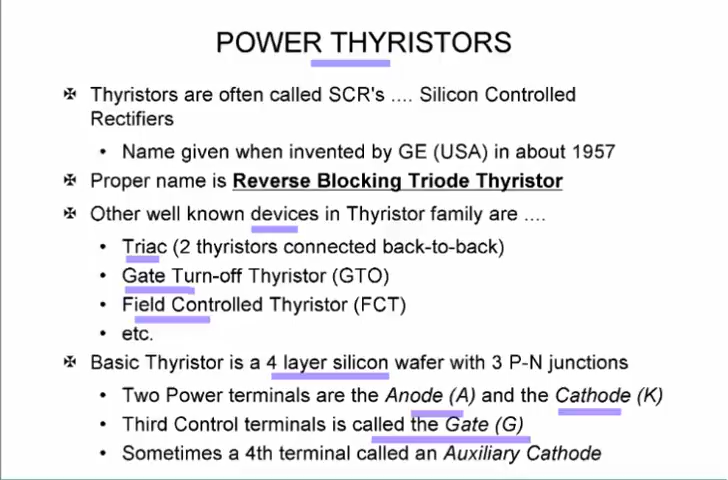 POWER THYRISTORS
✠ Thyristors are often called SCR's .... Silicon Controlled
Rectifiers
• Name given when invented by GE (USA) in about 1957
✠ Proper name is Reverse Blocking Triode Thyristor
✠ Other well known devices in Thyristor family are ....
• Triac (2 thyristors connected back-to-back)
• Gate Turn-off Thyristor (GTO)
• Field Controlled Thyristor (FCT)
• etc.
✠ Basic Thyristor is a 4 layer silicon wafer with 3 P-N junctions
• Two Power terminals are the Anode (A) and the Cathode (K)
• Third Control terminals is called the Gate (G)
• Sometimes a 4th terminal called an Auxiliary Cathode